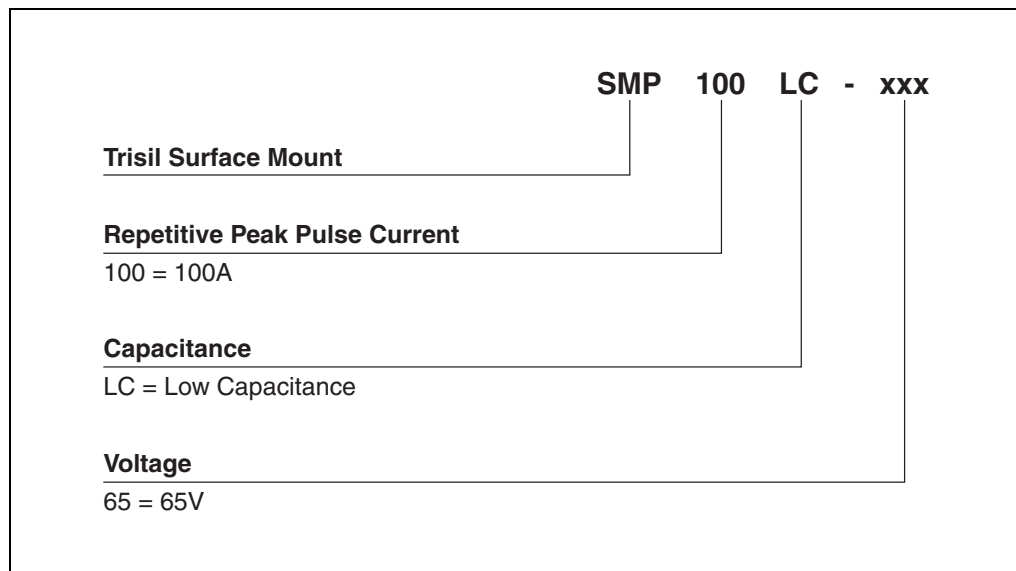 SMP 100 LC - xxx
Trisil Surface Mount
Repetitive Peak Pulse Current
100 = 100A
Capacitance
LC = Low Capacitance
Voltage
65 = 65V